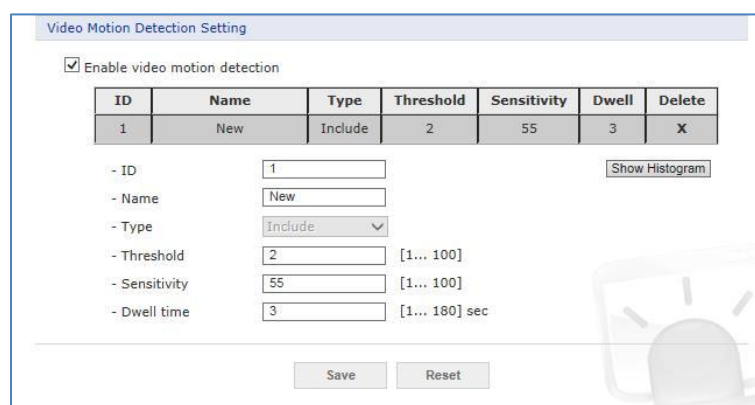 Video Motion Detection Setting
Enable video motion detection
ID Name Type Threshold Sensitivity Dwell Delete
1 New Include 2 55 3 X
- ID 1 Show Histogram
- Name New
- Type Include
- Threshold 2 [1... 100]
- Sensitivity 55 [1... 100]
- Dwell time 3 [1... 180] sec
Save Reset